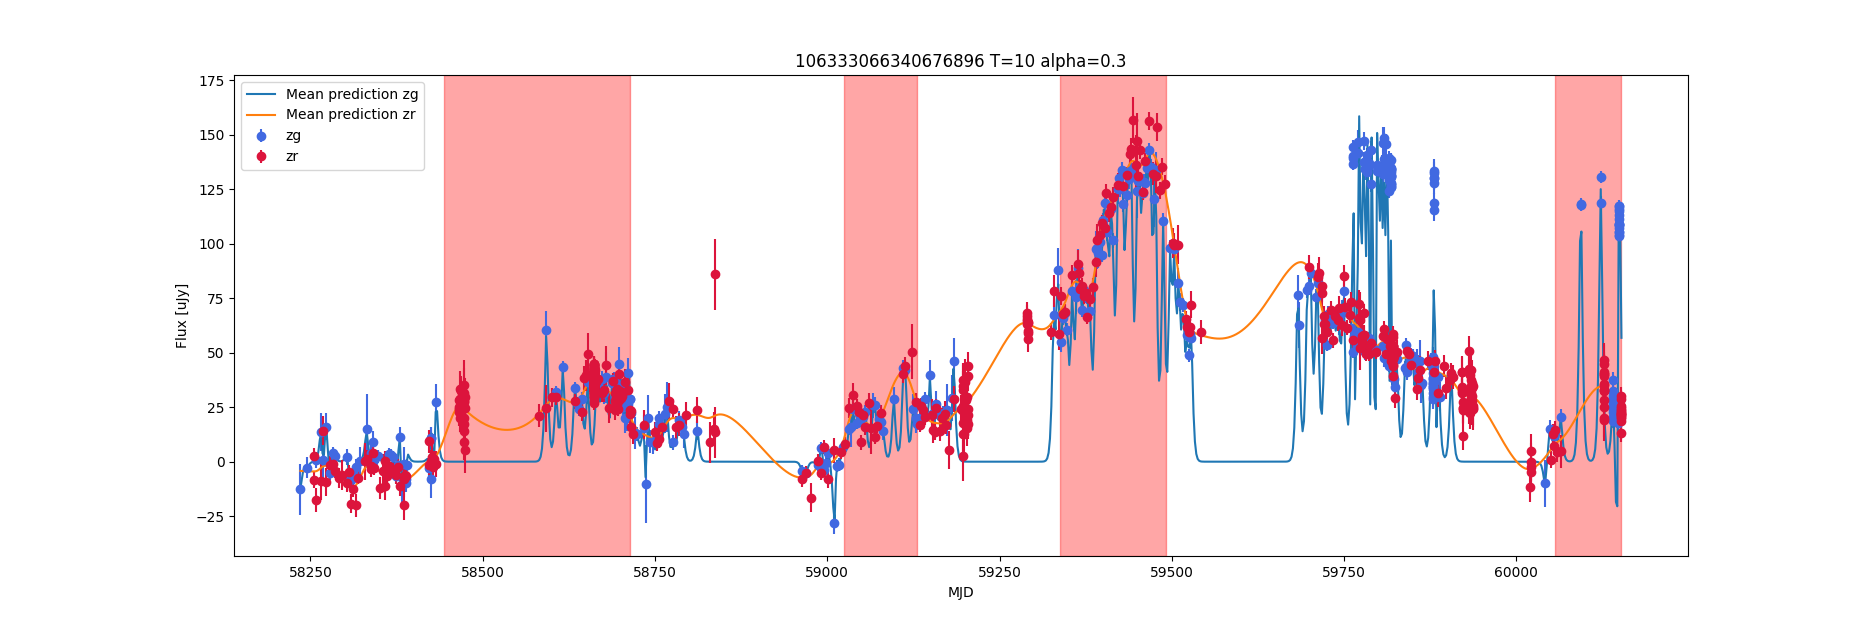 106333066340676896 T=10 alpha=0.3
Mean prediction zg
Mean prediction zr
zg
zr
Flux [uJy]
175
150
125
100
75
50
25
0
−25
58250 58500 58750 59000 59250 59500 59750 60000
MJD